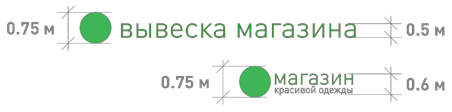 0.75 м вывеска магазина 0.5 м
0.75 м магазин 0.6 м
красивой одежды